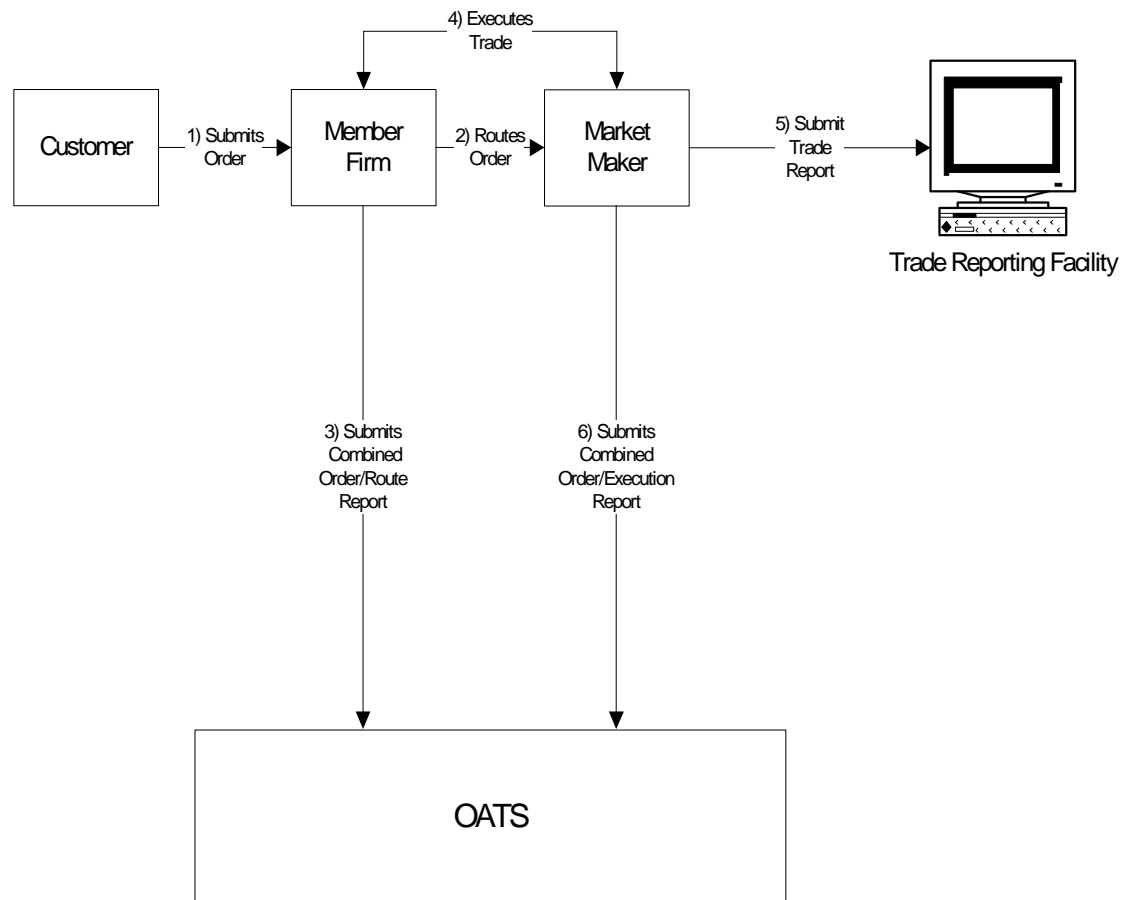 4) Executes
Trade
Customer
1) Submits
Order
Member
Firm
2) Routes
Order
Market
Maker
5) Submit
Trade
Report
Trade Reporting Facility
3) Submits
Combined
Order/Route
Report
6) Submits
Combined
Order/Execution
Report
OATS